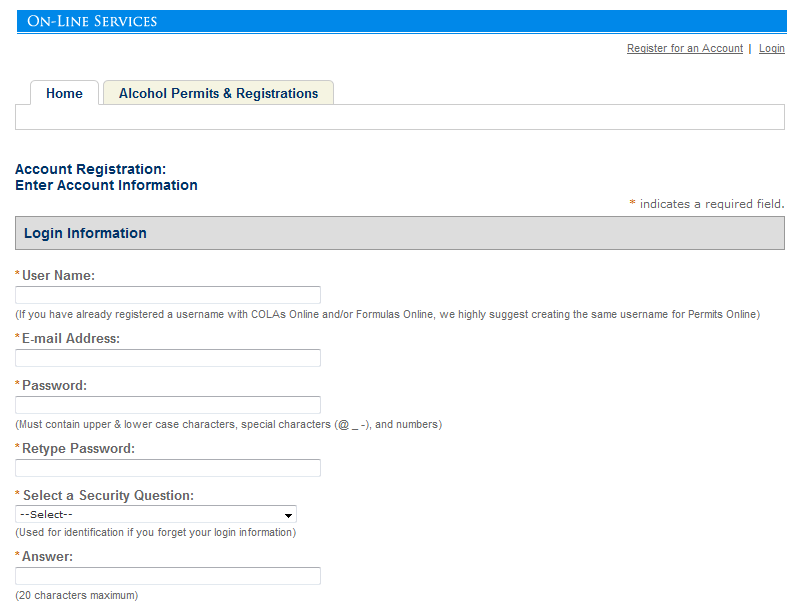 ON-LINE SERVICES
Register for an Account | Login
Home Alcohol Permits & Registrations
Account Registration:
Enter Account Information
* indicates a required field.
Login Information
* User Name:
(If you have already registered a username with COLAs Online and/or Formulas Online, we highly suggest creating the same username for Permits Online)
* E-mail Address:
* Password:
(Must contain upper & lower case characters, special characters (@ _ -), and numbers)
* Retype Password:
* Select a Security Question:
--Select--
(Used for identification if you forget your login information)
* Answer:
(20 characters maximum)